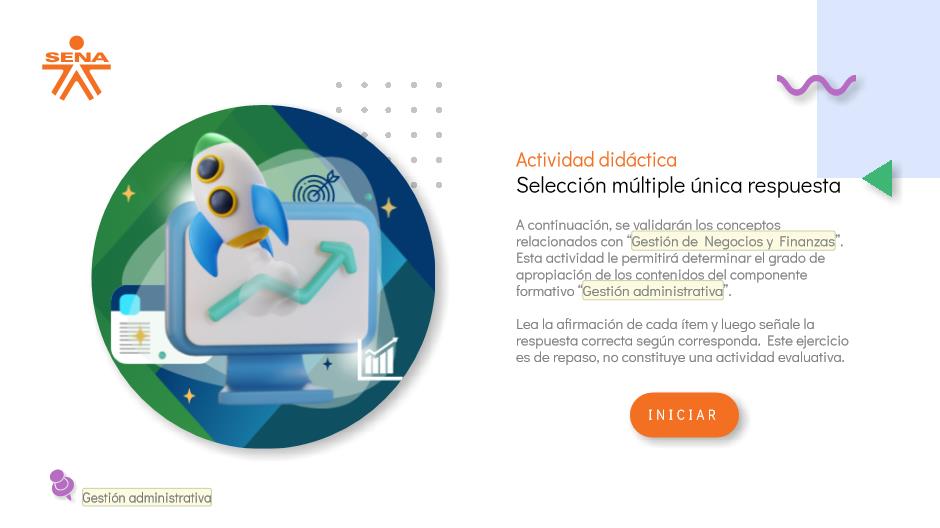 SENA
Actividad didáctica
Selección múltiple única respuesta
A continuación, se validarán los conceptos
relacionados con “Gestión de Negocios y Finanzas”.
Esta actividad le permitirá determinar el grado de
apropiación de los contenidos del componente
formativo “Gestión administrativa”.
Lea la afirmación de cada ítem y luego señale la
respuesta correcta según corresponda. Este ejercicio
es de repaso, no constituye una actividad evaluativa.
INICIAR
Gestión administrativa